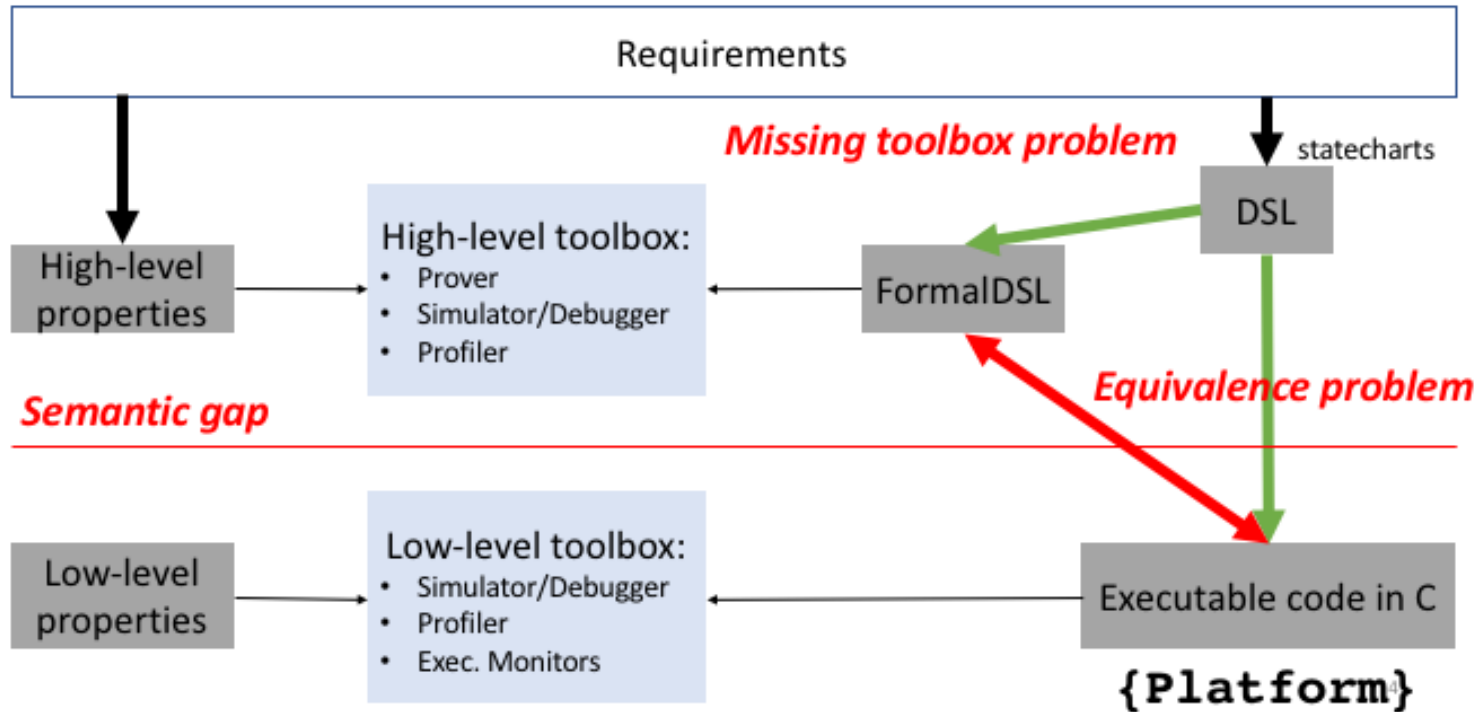 Requirements
Missing toolbox problem
statecharts
DSL
High-level toolbox:
• Prover
• Simulator/Debugger
• Profiler
High-level
properties
FormalDSL
Equivalence problem
Semantic gap
Low-level toolbox:
• Simulator/Debugger
• Profiler
• Exec. Monitors
Low-level
properties
Executable code in C
{Platform}
4